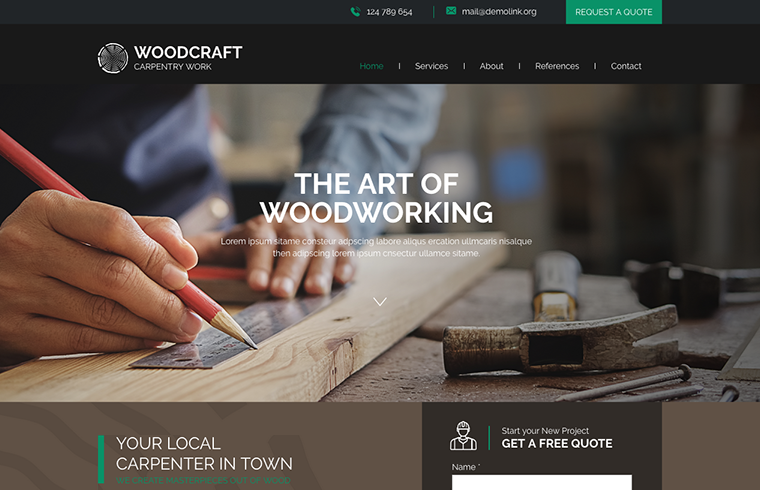 124 789 654
mail@demolink.org
REQUEST A QUOTE
WOODCRAFT
CARPENTRY WORK
Home
Services
About
References
Contact
THE ART OF
WOODWORKING
Lorem ipsum sitame consteur adpscing labore aliqus ercation ullmcaris nisalque
then adipscing lorem ipsum cnsectur ullamce sitame.
YOUR LOCAL
CARPENTER IN TOWN
WE CREATE MASTERPIECES OUT OF WOOD
Start your New Project
GET A FREE QUOTE
Name *